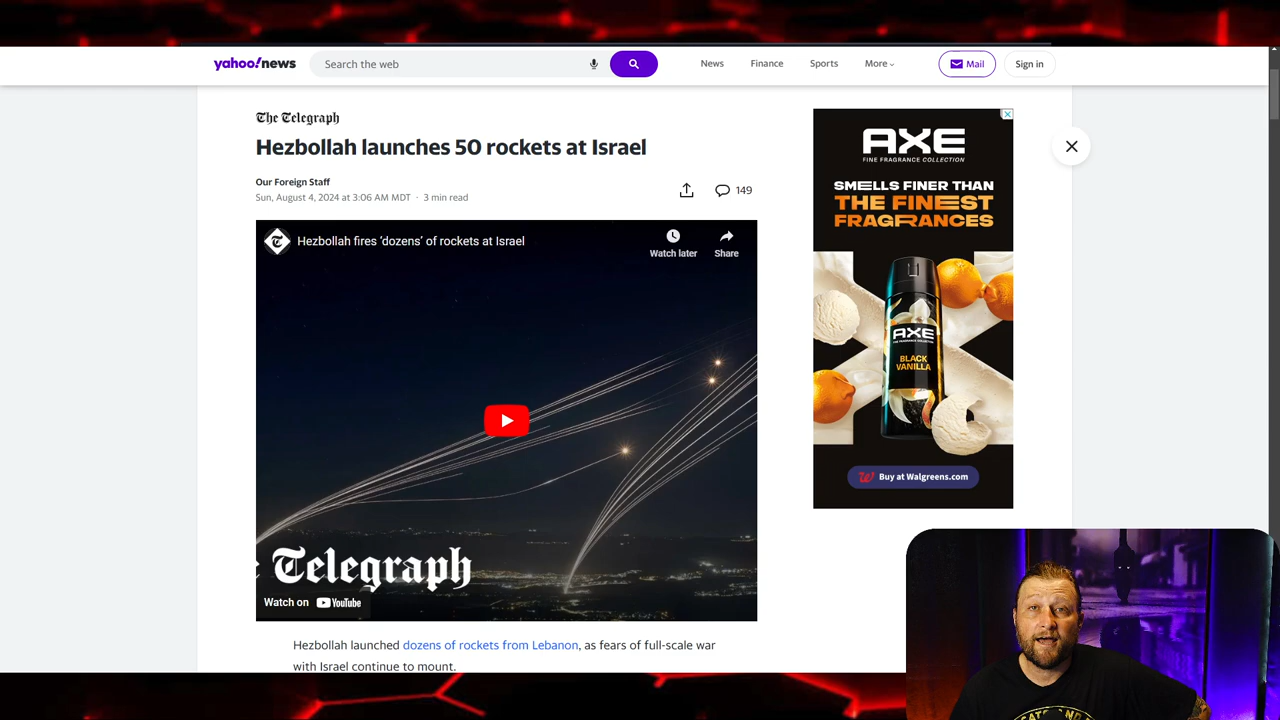 yahoo!news
Search the web
News
Finance
Sports
More
Mail
Sign in
The Telegraph
Hezbollah launches 50 rockets at Israel
Our Foreign Staff
Sun, August 4, 2024 at 3:06 AM MDT · 3 min read
149
Hezbollah fires ‘dozens’ of rockets at Israel
Watch later
Share
Telegraph
Watch on YouTube
Hezbollah launched dozens of rockets from Lebanon, as fears of full-scale war
with Israel continue to mount.
AXE
FINE FRAGRANCE COLLECTION
SMELLS FINER THAN
THE FINEST
FRAGRANCES
AXE
BLACK
VANILLA
Buy at Walgreens.com